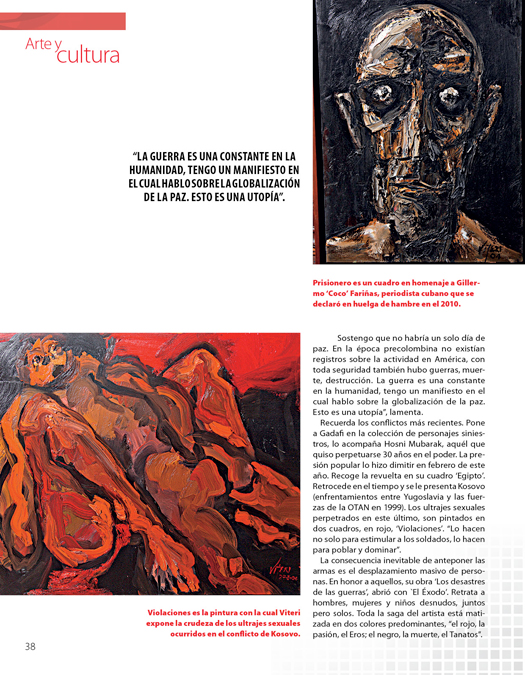 Arte y
cultura
“LA GUERRA ES UNA CONSTANTE EN LA
HUMANIDAD, TENGO UN MANIFIESTO EN
EL CUAL HABLO SOBRE LA GLOBALIZACIÓN
DE LA PAZ. ESTO ES UNA UTOPÍA”.
Prisionero es un cuadro en homenaje a Giller-
mo ‘Coco’ Fariñas, periodista cubano que se
declaró en huelga de hambre en el 2010.
Sostengo que no habría un solo día de
paz. En la época precolombina no existían
registros sobre la actividad en América, con
toda seguridad también hubo guerras, muer-
te, destrucción. La guerra es una constante
en la humanidad, tengo un manifiesto en el
cual hablo sobre la globalización de la paz.
Esto es una utopía”, lamenta.
Recuerda los conflictos más recientes. Pone
a Gadafi en la colección de personajes sinies-
tros, lo acompaña Hosni Mubarak, aquél que
quiso perpetuarse 30 años en el poder. La pre-
sión popular lo hizo dimitir en febrero de este
año. Recoge la revuelta en su cuadro ‘Egipto’.
Retrocede en el tiempo y se le presenta Kosovo
(enfrentamientos entre Yugoslavia y las fuer-
zas de la OTAN en 1999). Los ultrajes sexuales
perpetrados en este último, son pintados en
dos cuadros, en rojo, ‘Violaciones’. “Lo hacen
no solo para estimular a los soldados, lo hacen
para poblar y dominar”.
La consecuencia inevitable de anteponer las
armas es el desplazamiento masivo de perso-
nas. En honor a aquellos, su obra ‘Los desastres
de las guerras’, abrió con ¨El Éxodo’. Retrata a
hombres, mujeres y niños desnudos, juntos
pero solos. Toda la saga del artista está mati-
zada en dos colores predominantes, “el rojo, la
pasión, el Eros; el negro, la muerte, el Tanatos”.
Violaciones es la pintura con la cual Viteri
expone la crudeza de los ultrajes sexuales
ocurridos en el conflicto de Kosovo.
38